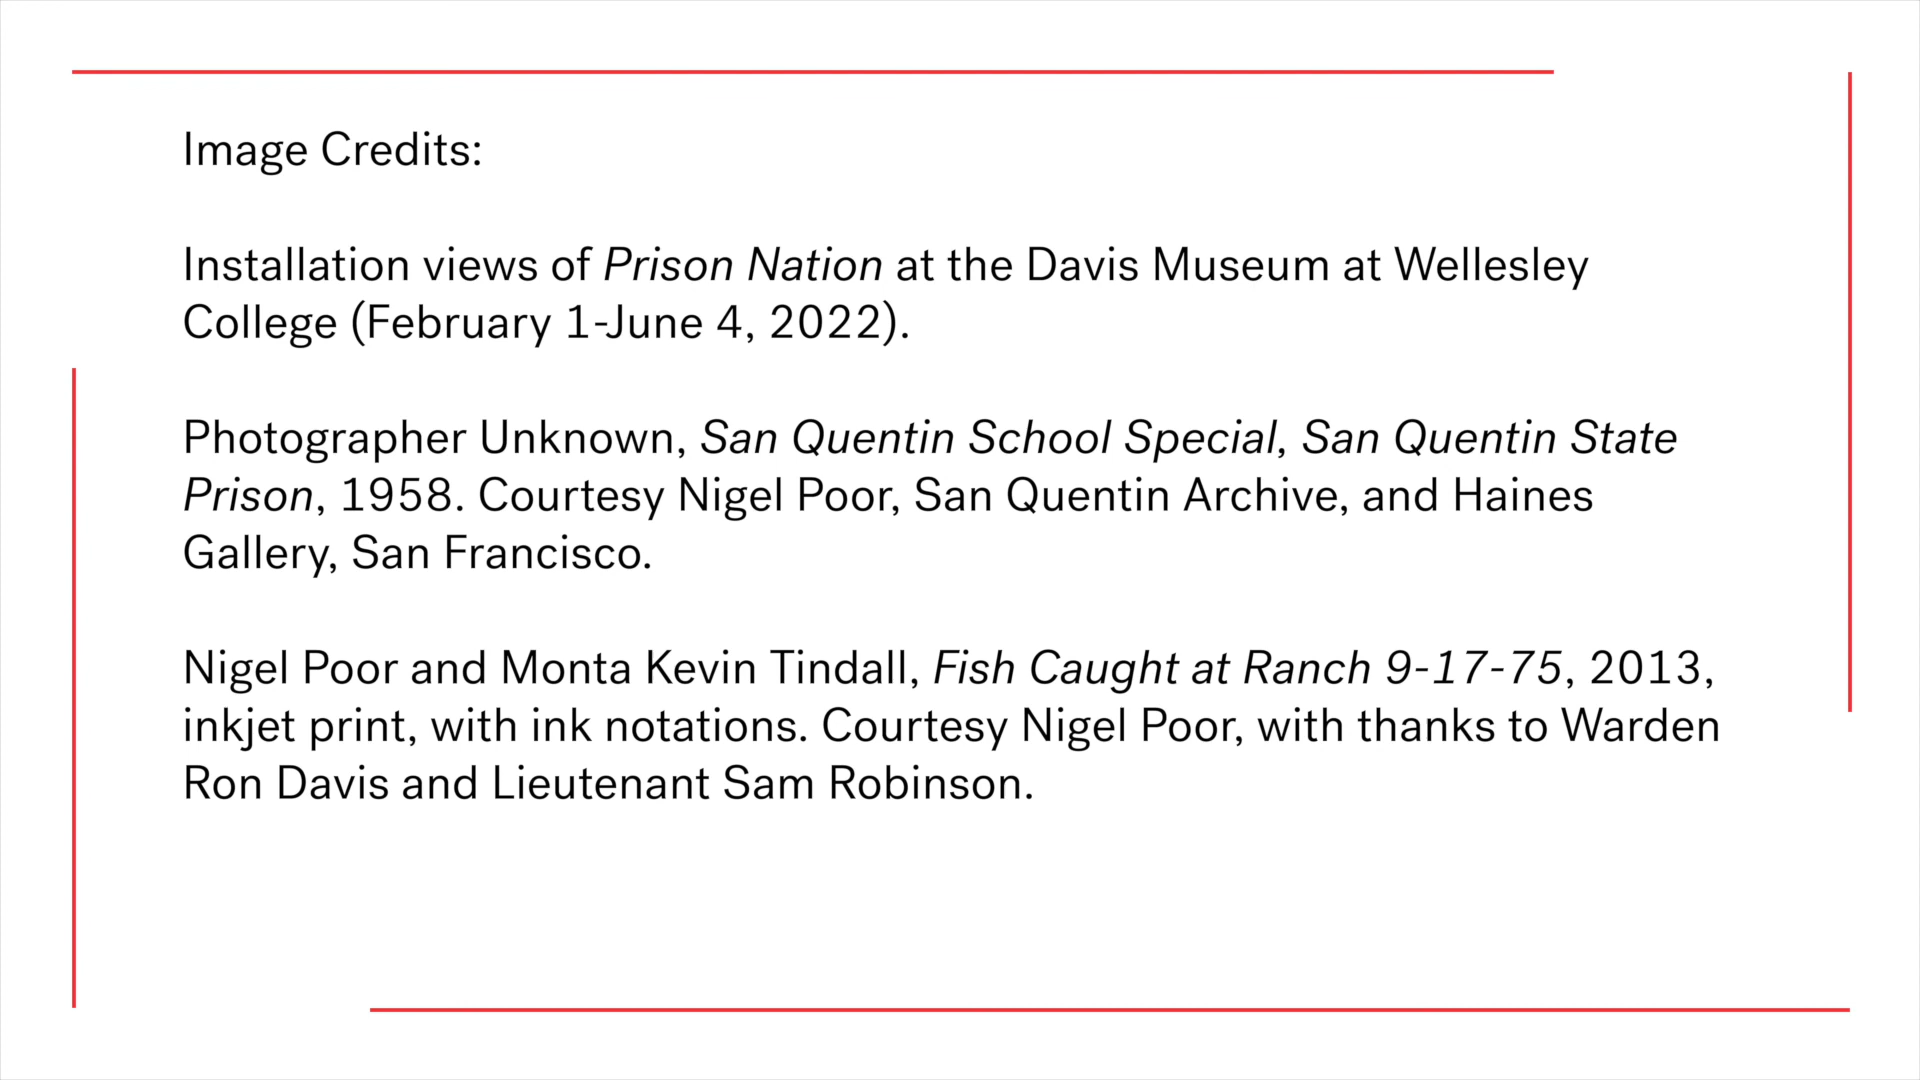 Image Credits:
Installation views of Prison Nation at the Davis Museum at Wellesley
College (February 1-June 4, 2022).
Photographer Unknown, San Quentin School Special, San Quentin State
Prison, 1958. Courtesy Nigel Poor, San Quentin Archive, and Haines
Gallery, San Francisco.
Nigel Poor and Monta Kevin Tindall, Fish Caught at Ranch 9-17-75, 2013,
inkjet print, with ink notations. Courtesy Nigel Poor, with thanks to Warden
Ron Davis and Lieutenant Sam Robinson.